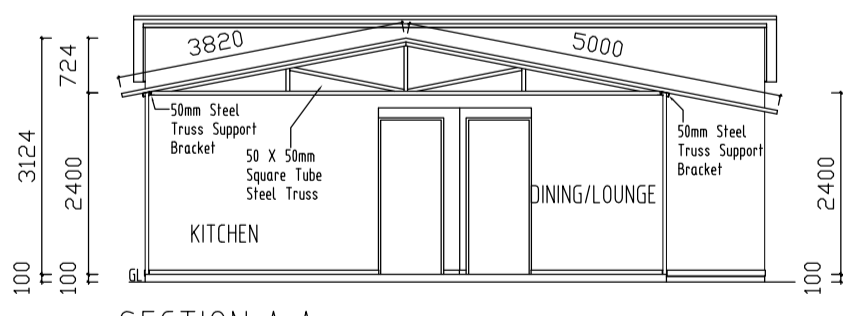 3820
5000
724
3124
2400
100
100
50mm Steel
Truss Support
Bracket
50 X 50mm
Square Tube
Steel Truss
50mm Steel
Truss Support
Bracket
DINING/LOUNGE
KITCHEN
2400
100
GL